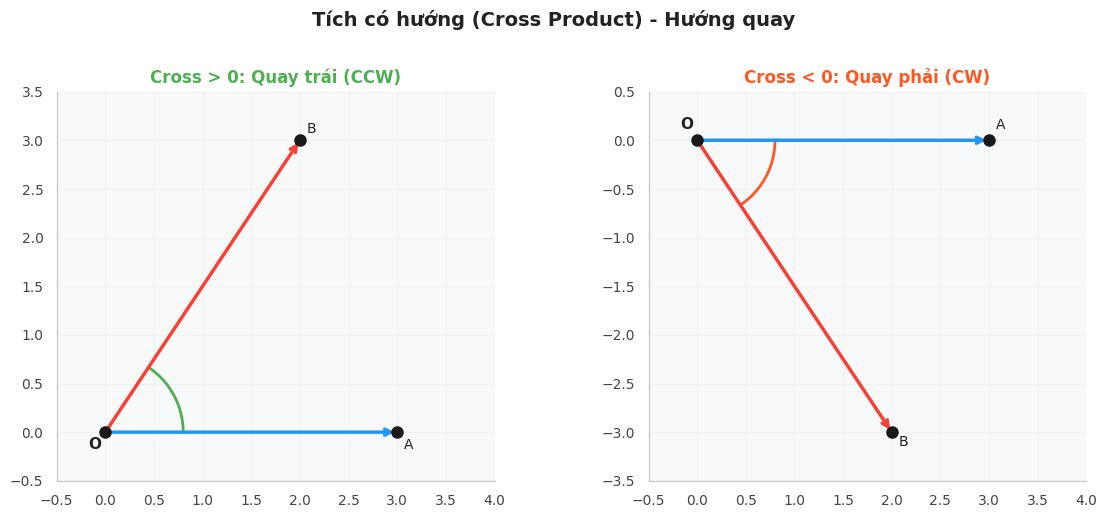 Tích có hướng (Cross Product) - Hướng quay
Cross > 0: Quay trái (CCW)
3.5
3.0
2.5
2.0
1.5
1.0
0.5
0.0
−0.5
B
O
A
−0.5 0.0 0.5 1.0 1.5 2.0 2.5 3.0 3.5 4.0
Cross < 0: Quay phải (CW)
0.5
0.0
−0.5
−1.0
−1.5
−2.0
−2.5
−3.0
−3.5
O
A
B
−0.5 0.0 0.5 1.0 1.5 2.0 2.5 3.0 3.5 4.0